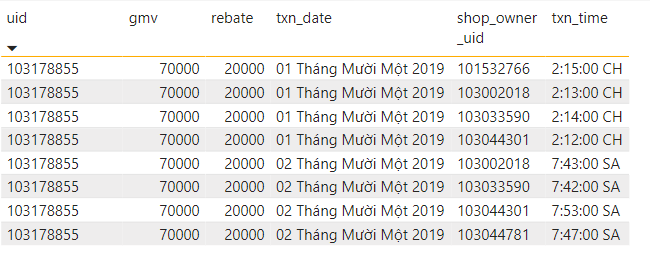 uid gmv rebate txn_date shop_owner txn_time
_uid
103178855 70000 20000 01 Tháng Mười Một 2019 101532766 2:15:00 CH
103178855 70000 20000 01 Tháng Mười Một 2019 103002018 2:13:00 CH
103178855 70000 20000 01 Tháng Mười Một 2019 103033590 2:14:00 CH
103178855 70000 20000 01 Tháng Mười Một 2019 103044301 2:12:00 CH
103178855 70000 20000 02 Tháng Mười Một 2019 103002018 7:43:00 SA
103178855 70000 20000 02 Tháng Mười Một 2019 103033590 7:42:00 SA
103178855 70000 20000 02 Tháng Mười Một 2019 103044301 7:53:00 SA
103178855 70000 20000 02 Tháng Mười Một 2019 103044781 7:47:00 SA